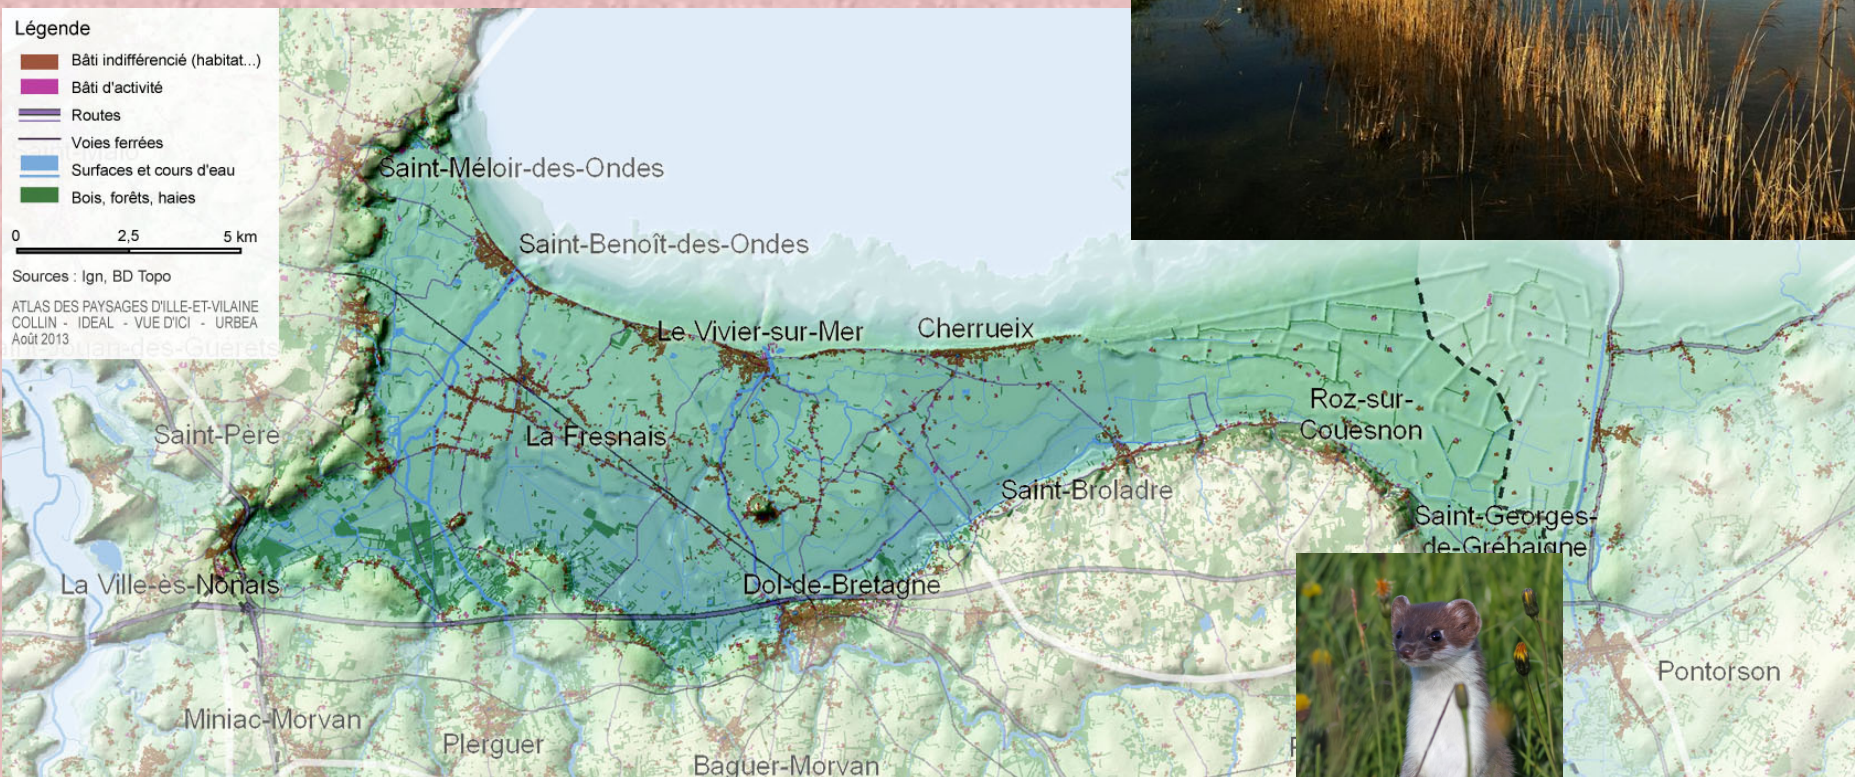 Légende
Bâti indifférencié (habitat...)
Bâti d'activité
Routes
Voies ferrées
Surfaces et cours d'eau
Bois, forêts, haies
0 2,5 5 km
Sources : Ign, BD Topo
ATLAS DES PAYSAGES D'ILLE-ET-VILAINE
COLLIN - IDEAL - VUE D'ICI - URBEA
Août 2013
Saint-Méloir-des-Ondes
Saint-Benoît-des-Ondes
Le Vivier-sur-Mer
Cherrueix
Roz-sur-
Couesnon
Saint-Père
La Fresnais
Saint-Broladre
Saint-Georges-
de-Gréhaigne
La Ville-ès-Nonais
Dol-de-Bretagne
Pontorson
Miniac-Morvan
Plerguer
Baguer-Morvan